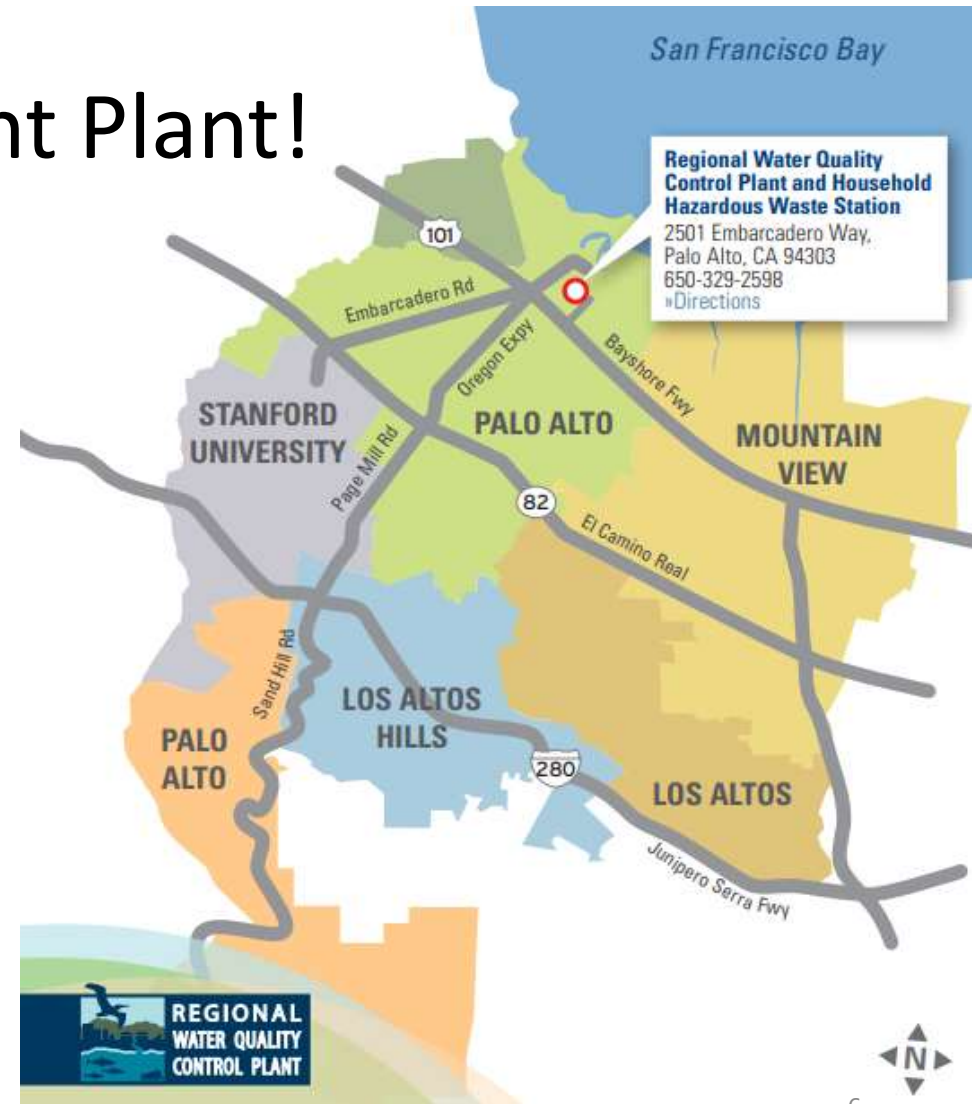 nt Plant!
San Francisco Bay
Regional Water Quality
Control Plant and Household
Hazardous Waste Station
2501 Embarcadero Way,
Palo Alto, CA 94303
650-329-2598
»Directions
101
Embarcadero Rd
Oregon Expy
Bayshore Fwy
STANFORD
UNIVERSITY
PALO ALTO
MOUNTAIN
VIEW
Page Mill Rd
82
El Camino Real
Sand Hill Rd
LOS ALTOS
HILLS
PALO
ALTO
280
LOS ALTOS
Junipero Serra Fwy
REGIONAL
WATER QUALITY
CONTROL PLANT
N